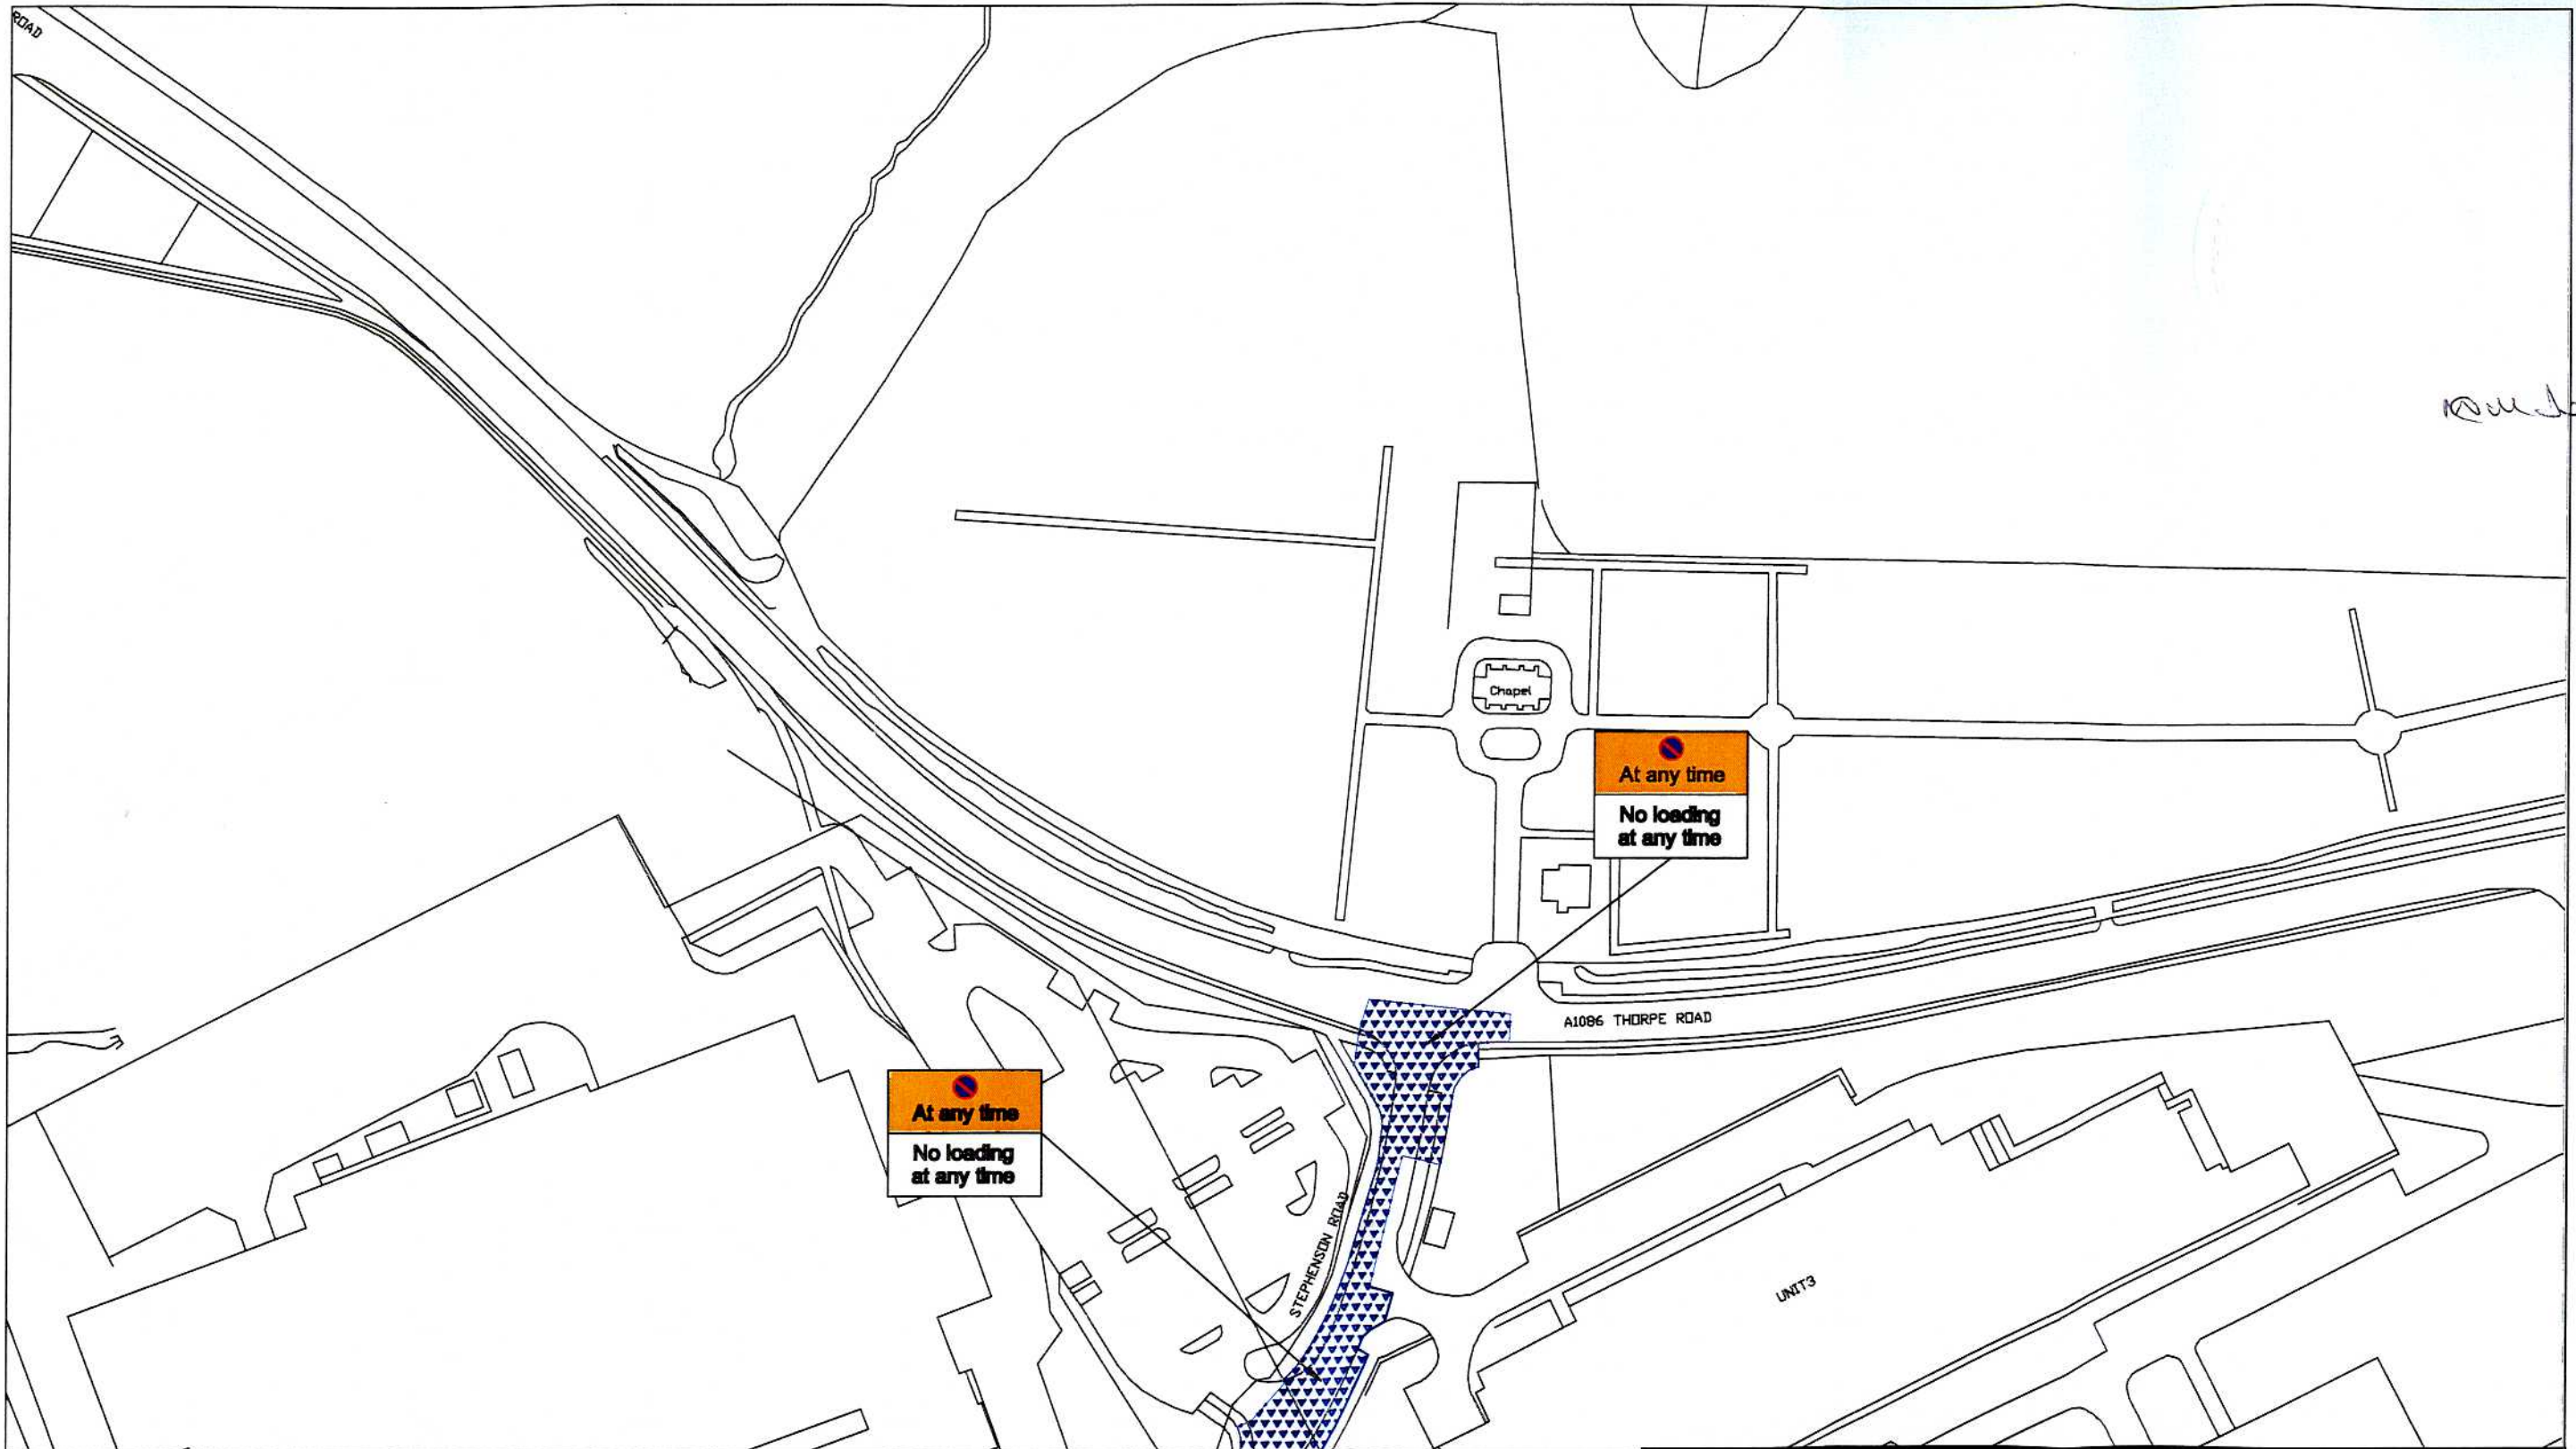 ROAD
Chapel
At any time
No loading
at any time
A1086 THORPE ROAD
At any time
No loading
at any time
STEPHENSON ROAD
UNIT3